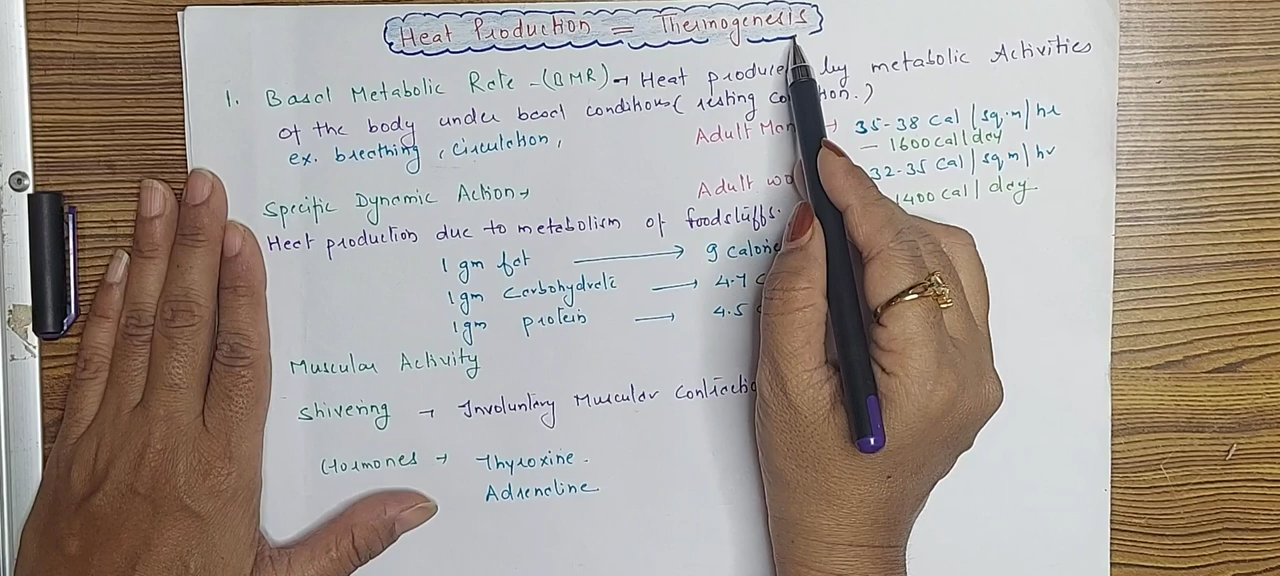 Heat Production = Thermogenesis
1. Basal Metabolic Rate - (BMR) → Heat produce by metabolic Activities
of the body under basal conditions ( resting co on.)
ex. breathing, circulation,
Adult Man → 35-38 Cal / sq.m / hr
— 1600 cal / day
Adult wo 32-35 Cal / sq m / hr
1400 cal / day
Specific Dynamic Action →
Heat production due to metabolism of foodstuffs.
1 gm fat → 9 calorie
1 gm Carbohydrate → 4.7 C
1 gm protein → 4.5
Muscular Activity
Shivering → Involuntary Muscular Contractio
Hormones → Thyroxine.
Adrenaline